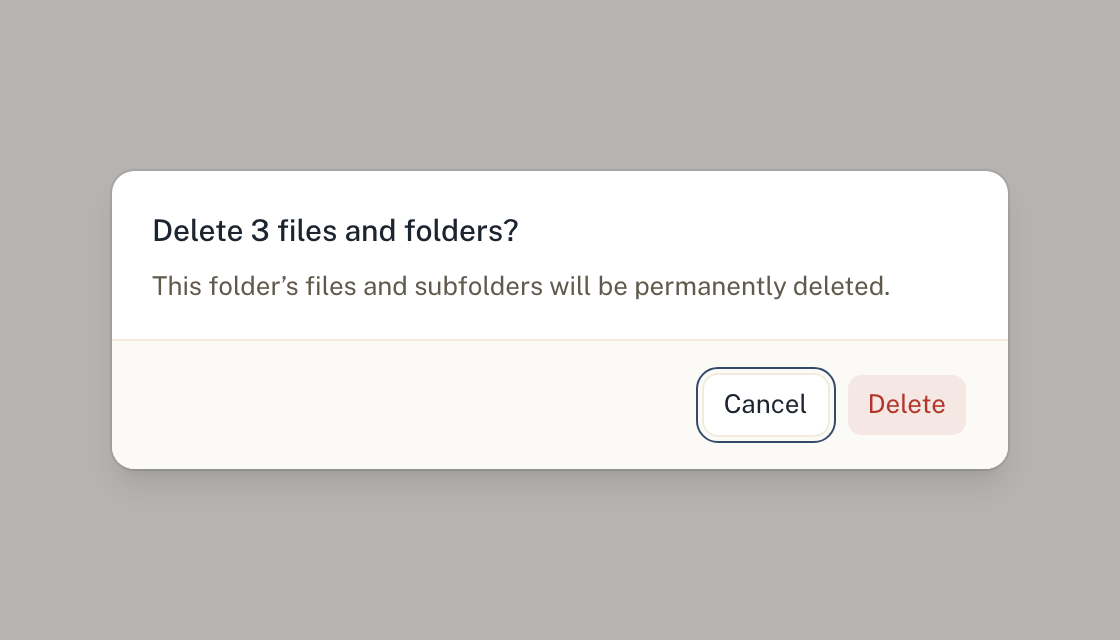 Delete 3 files and folders?
This folder’s files and subfolders will be permanently deleted.
Cancel
Delete